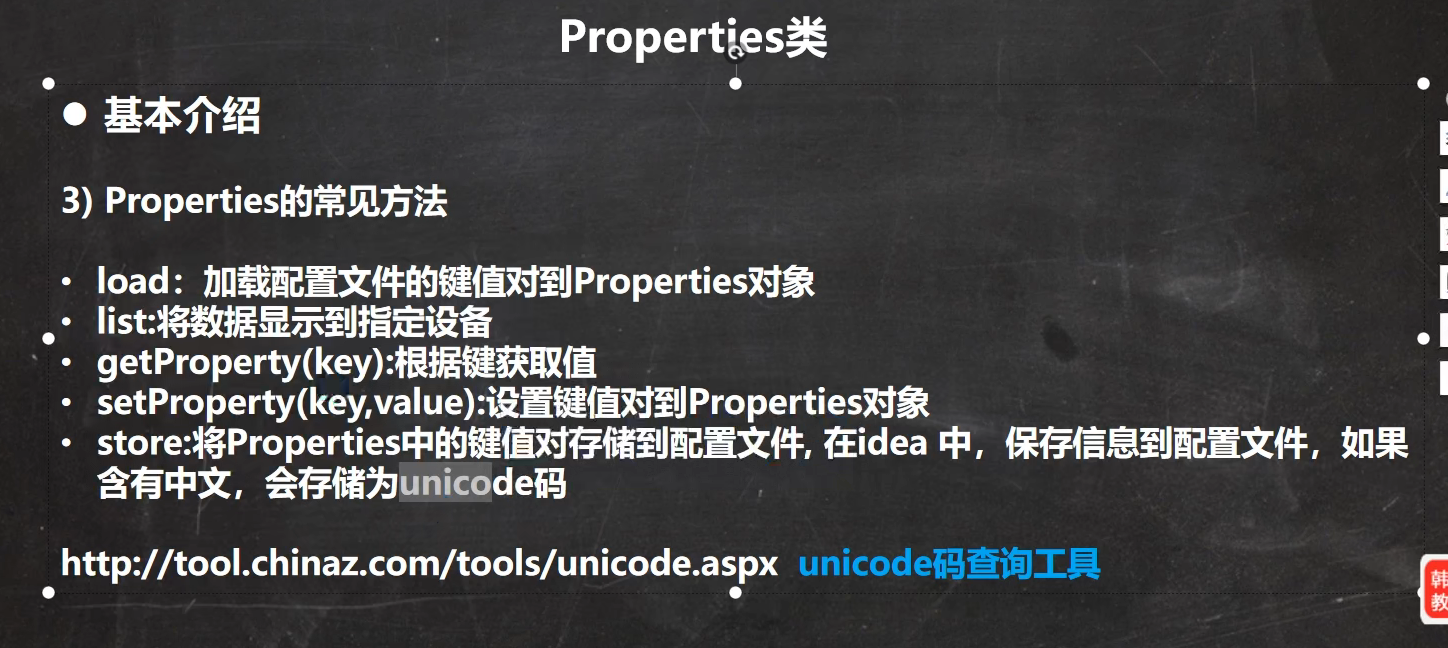 Properties类
● 基本介绍
3) Properties的常见方法
• load：加载配置文件的键值对到Properties对象
• list:将数据显示到指定设备
• getProperty(key):根据键获取值
• setProperty(key,value):设置键值对到Properties对象
• store:将Properties中的键值对存储到配置文件, 在idea 中，保存信息到配置文件，如果
含有中文，会存储为unicode码
http://tool.chinaz.com/tools/unicode.aspx unicode码查询工具
韩
教